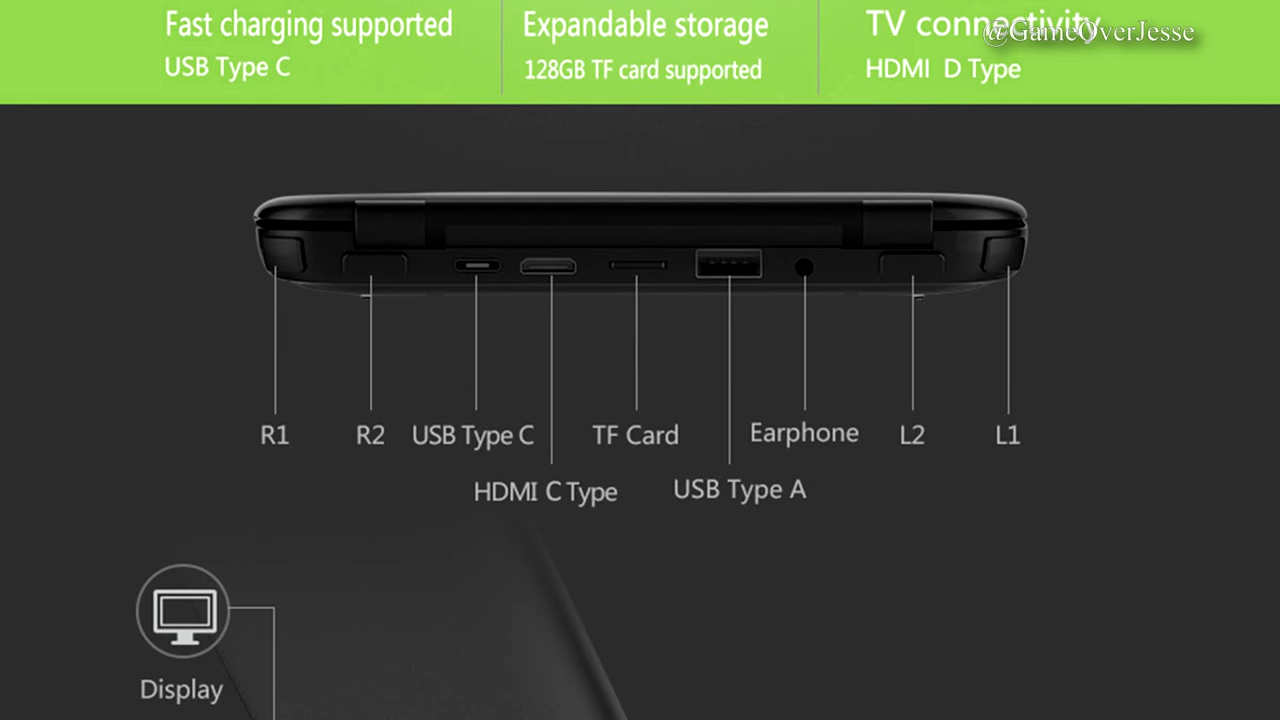 Fast charging supported
USB Type C
Expandable storage
128GB TF card supported
TV connectivity
HDMI D Type
@GameOverJesse
R1
R2
USB Type C
HDMI C Type
TF Card
USB Type A
Earphone
L2
L1
Display